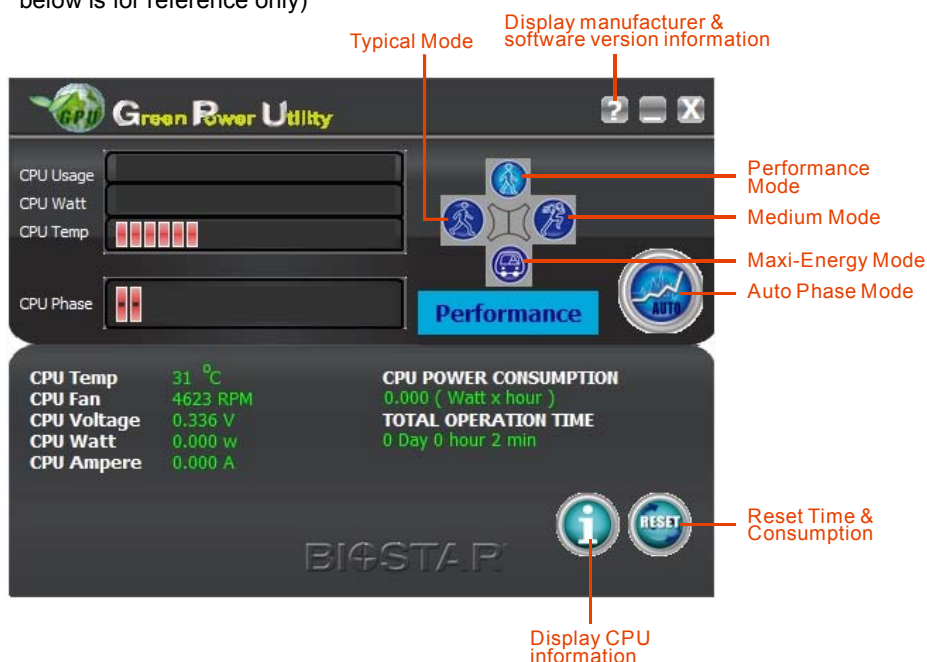 below is for reference only)
Display manufacturer &
software version information
Typical Mode
GPU
Green Power Utility
? _ X
CPU Usage
CPU Watt
CPU Temp
CPU Phase
Performance
AUTO
Performance
Mode
Medium Mode
Maxi-Energy Mode
Auto Phase Mode
CPU Temp 31 °C
CPU Fan 4623 RPM
CPU Voltage 0.336 V
CPU Watt 0.000 w
CPU Ampere 0.000 A
CPU POWER CONSUMPTION
0.000 ( Watt x hour )
TOTAL OPERATION TIME
0 Day 0 hour 2 min
i
RESET
Reset Time &
Consumption
BIOSTAR
Display CPU
information